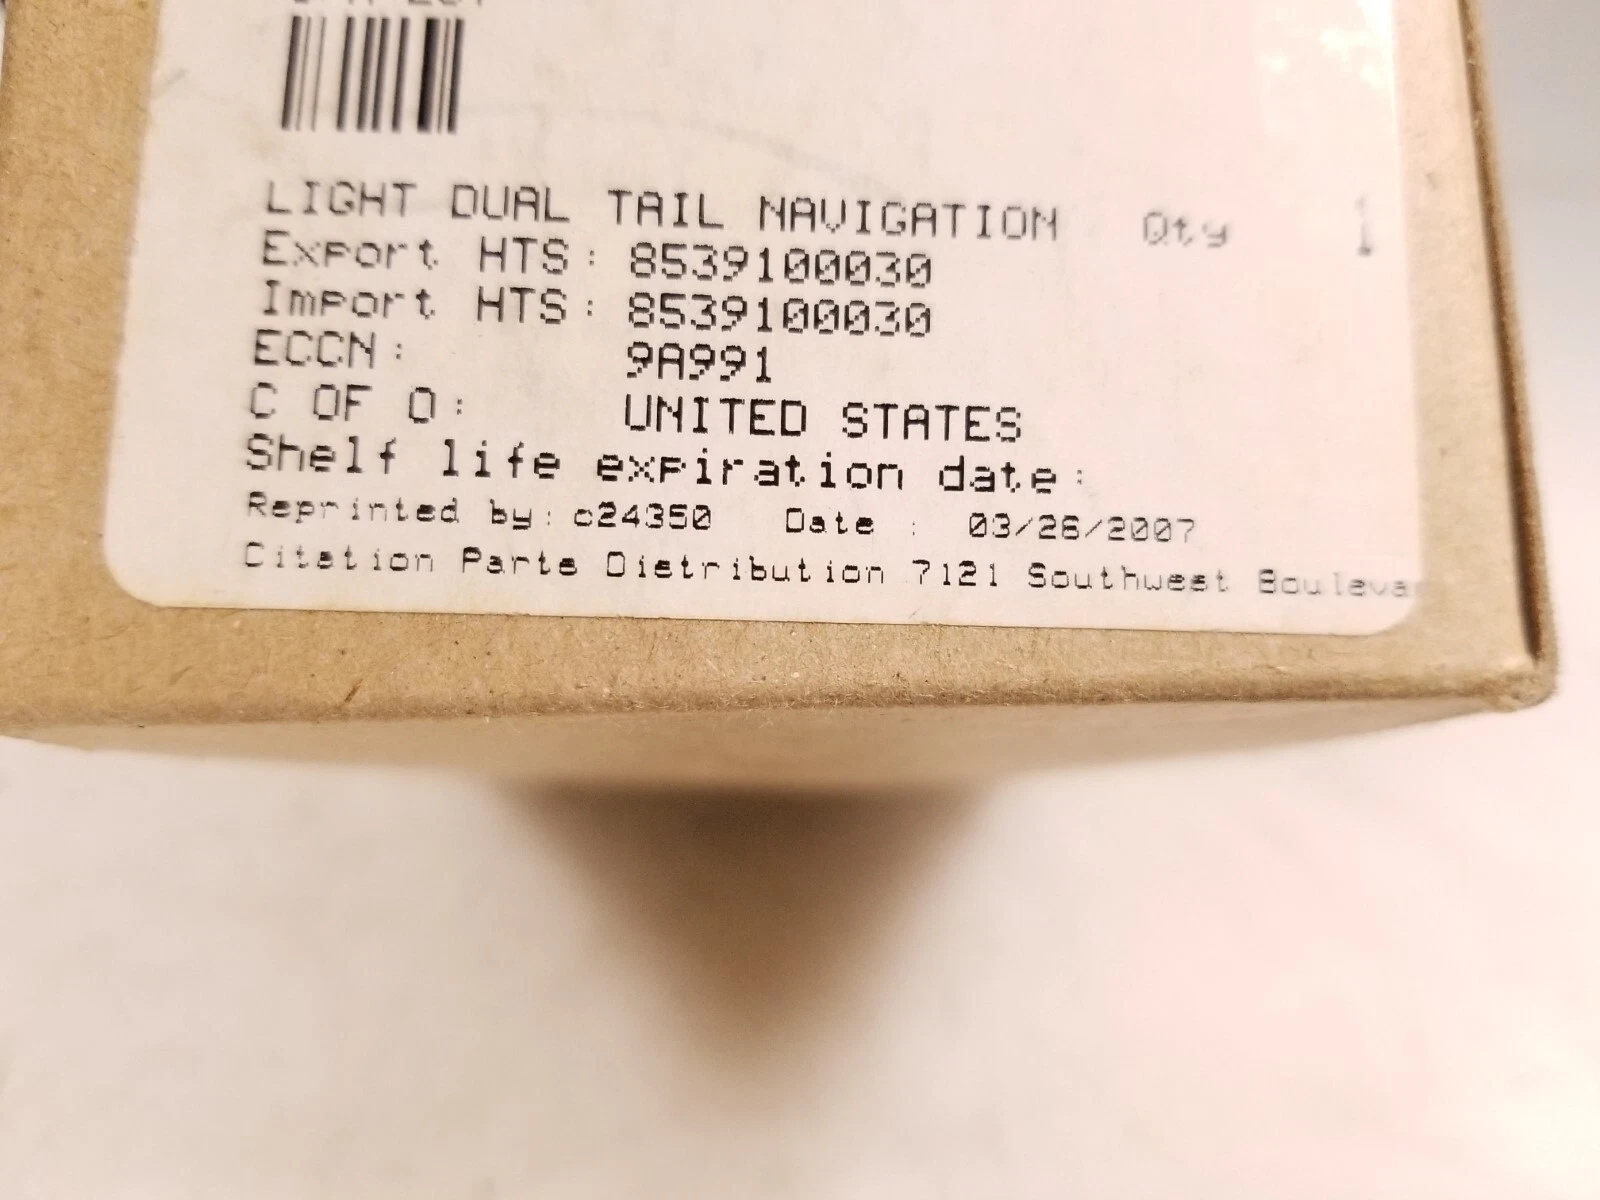 LIGHT DUAL TAIL NAVIGATION Qty 1
Export HTS: 8539100030
Import HTS: 8539100030
ECCN: 9A991
C OF O: UNITED STATES
Shelf life expiration date:
Reprinted by: c24350 Date : 03/26/2007
Citation Parts Distribution 7121 Southwest Bouleva